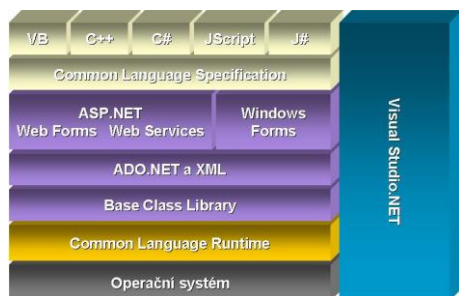 VB C++ C# JScript J#
Common Language Specification
ASP.NET
Web Forms Web Services
Windows
Forms
ADO.NET a XML
Base Class Library
Common Language Runtime
Operační systém
Visual Studio.NET